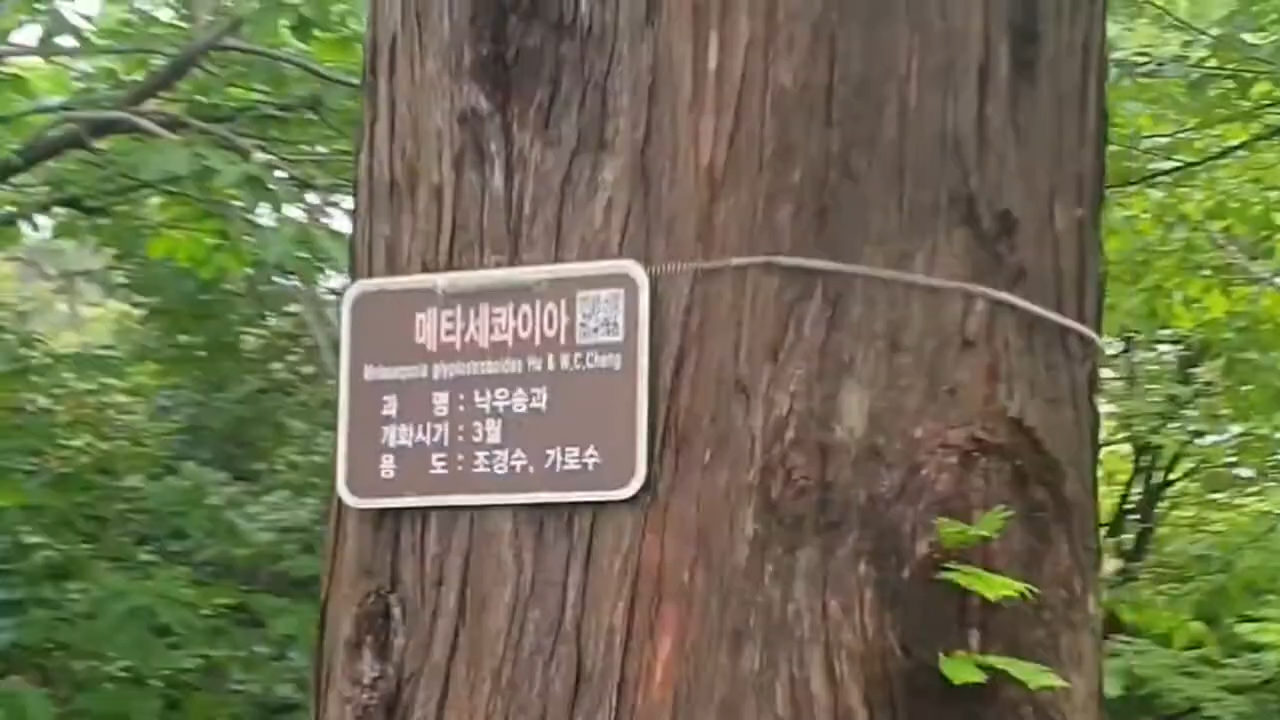 메타세콰이아
Metasequoia glyptostroboides Hu & W.C.Cheng
과 명 : 낙우송과
개화시기 : 3월
용 도 : 조경수, 가로수